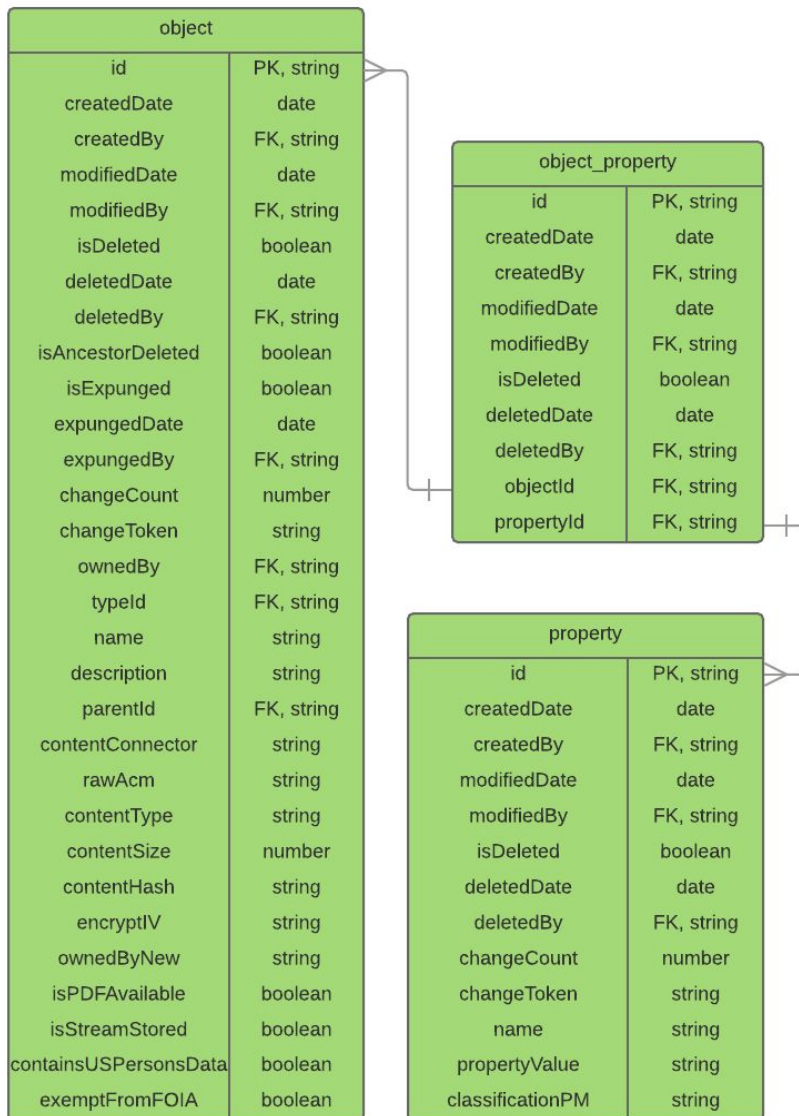 object
id PK, string
createdDate date
createdBy FK, string
modifiedDate date
modifiedBy FK, string
isDeleted boolean
deletedDate date
deletedBy FK, string
isAncestorDeleted boolean
isExpunged boolean
expungedDate date
expungedBy FK, string
changeCount number
changeToken string
ownedBy FK, string
typeId FK, string
name string
description string
parentId FK, string
contentConnector string
rawAcm string
contentType string
contentSize number
contentHash string
encryptIV string
ownedByNew string
isPDFAvailable boolean
isStreamStored boolean
containsUSPersonsData boolean
exemptFromFOIA boolean
object_property
id PK, string
createdDate date
createdBy FK, string
modifiedDate date
modifiedBy FK, string
isDeleted boolean
deletedDate date
deletedBy FK, string
objectId FK, string
propertyId FK, string
property
id PK, string
createdDate date
createdBy FK, string
modifiedDate date
modifiedBy FK, string
isDeleted boolean
deletedDate date
deletedBy FK, string
changeCount number
changeToken string
name string
propertyValue string
classificationPM string